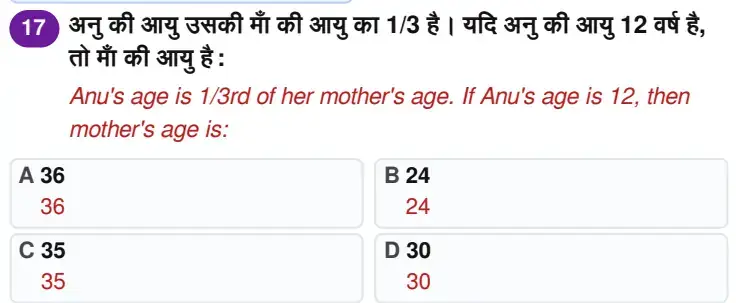 17 अनु की आयु उसकी माँ की आयु का 1/3 है। यदि अनु की आयु 12 वर्ष है,
तो माँ की आयु है :
Anu's age is 1/3rd of her mother's age. If Anu's age is 12, then
mother's age is:
A 36
36
B 24
24
C 35
35
D 30
30